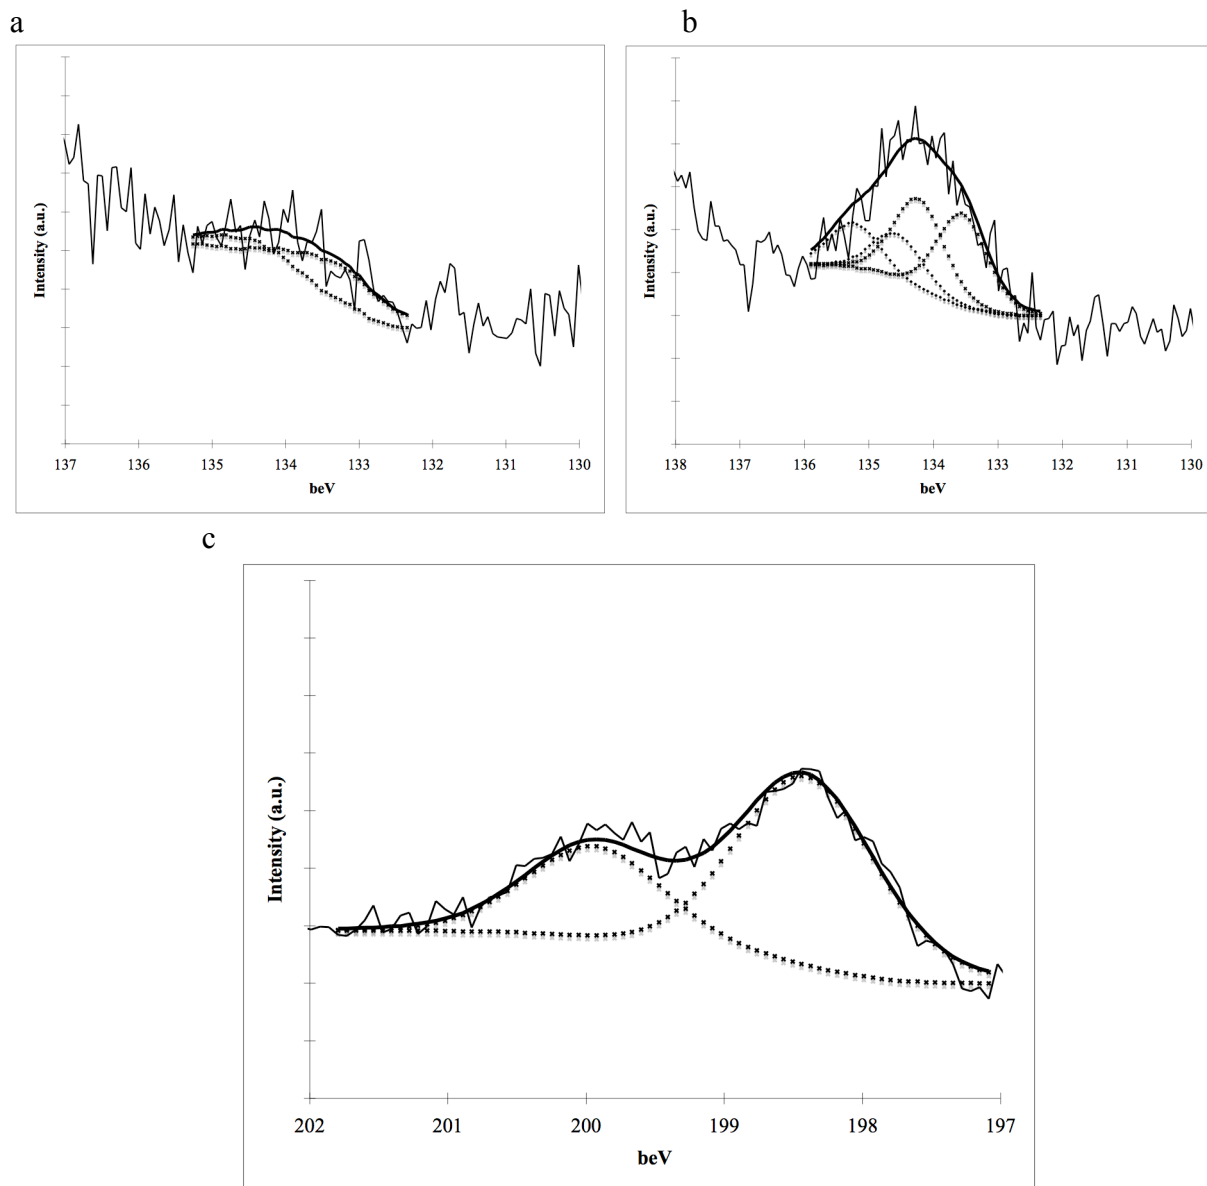 a
b
Intensity (a.u.)
137 136 135 134 133 132 131 130
beV
Intensity (a.u.)
138 137 136 135 134 133 132 131 130
beV
c
Intensity (a.u.)
202 201 200 199 198 197
beV